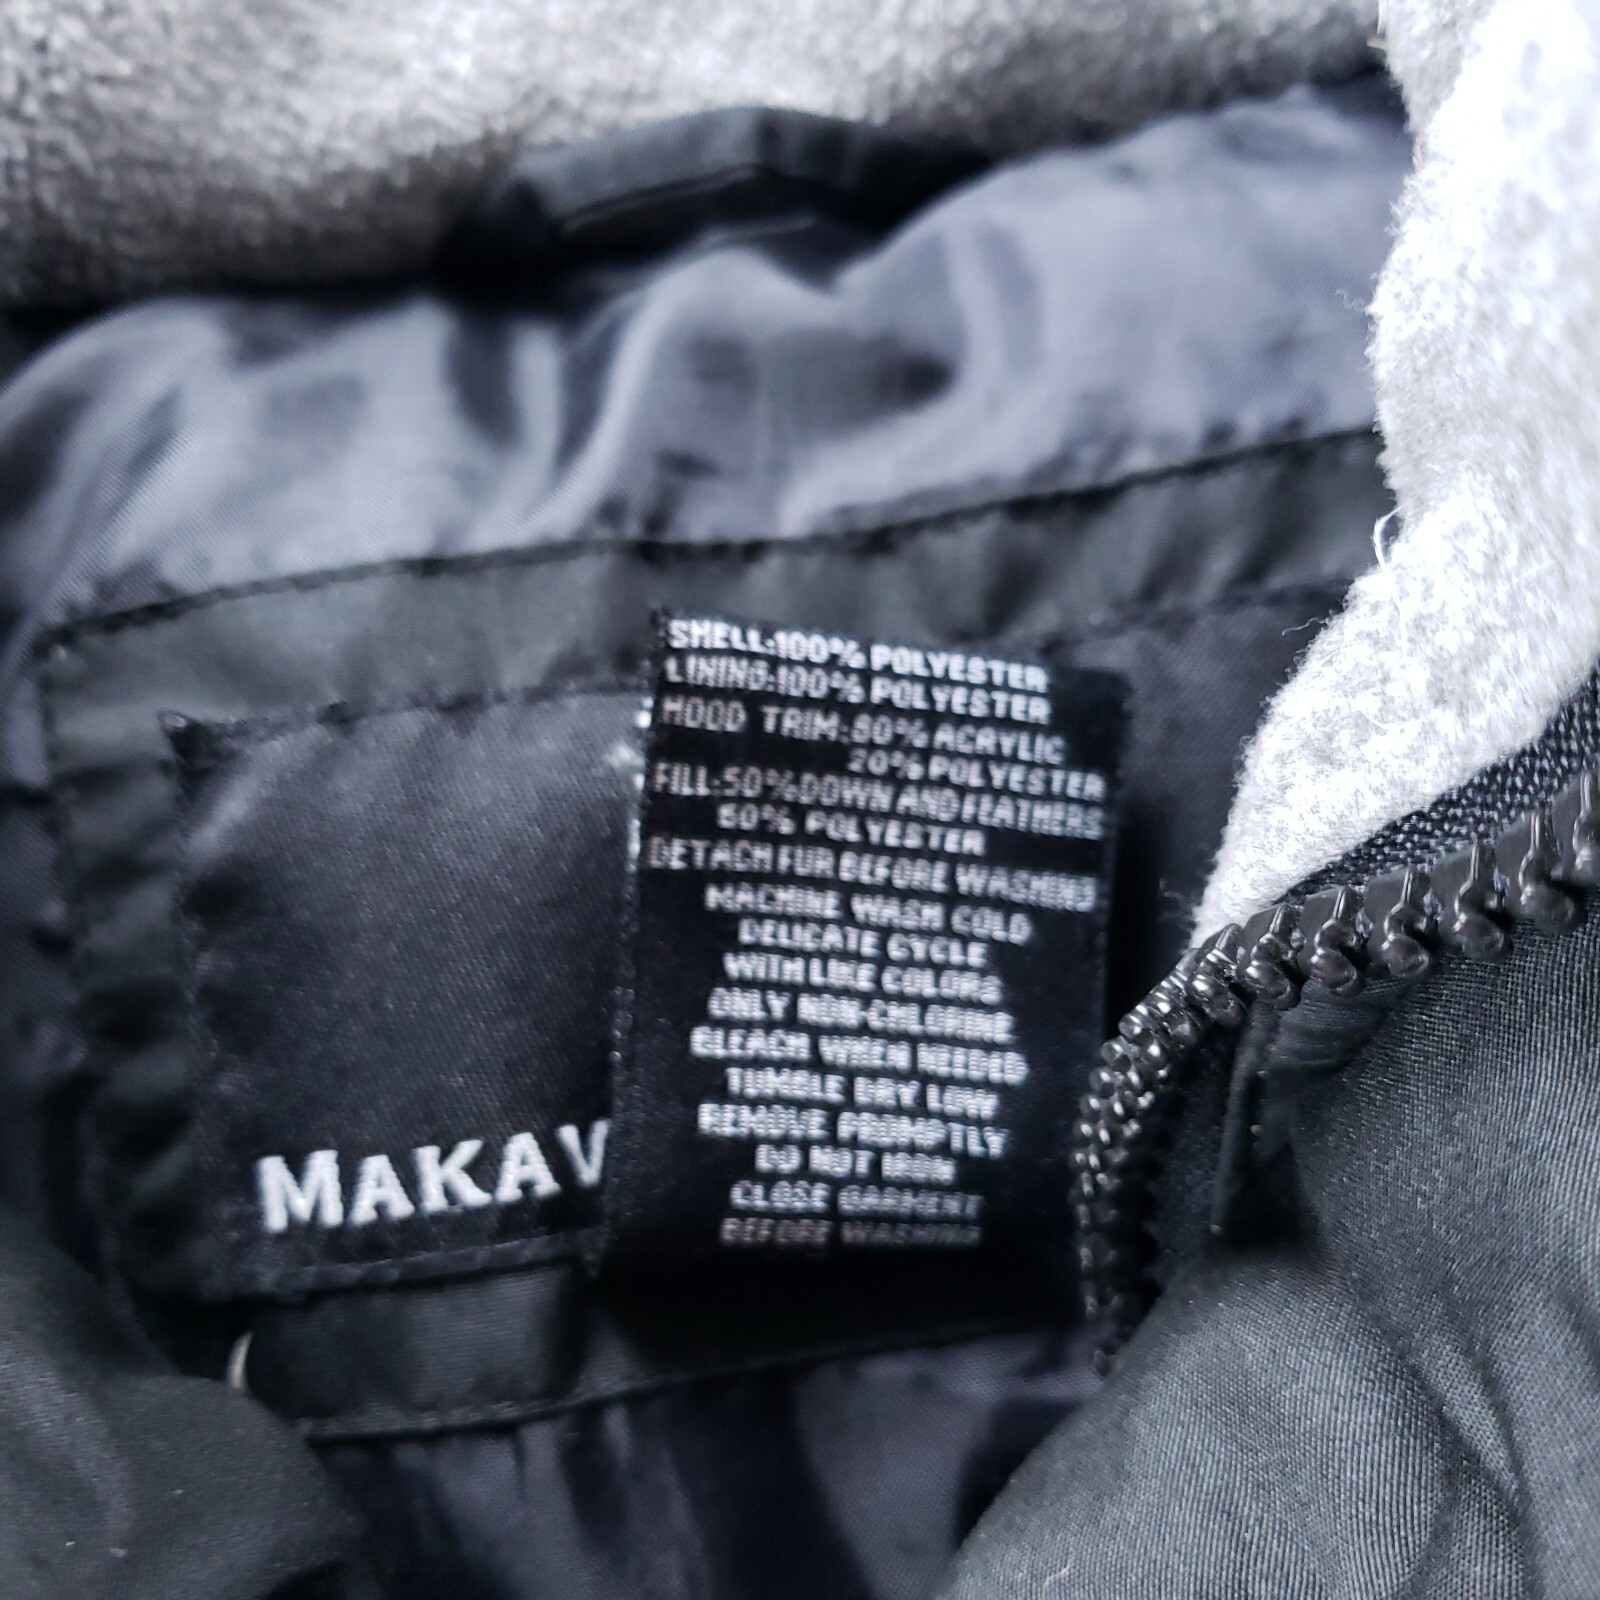 SHELL:100% POLYESTER
LINING:100% POLYESTER
HOOD TRIM:80% ACRYLIC
20% POLYESTER
FILL:50%DOWN AND FEATHERS
50% POLYESTER
DETACH FUR BEFORE WASHING
MACHINE WASH COLD
DELICATE CYCLE
WITH LIKE COLORS
ONLY NON-CHLORINE
BLEACH WHEN NEEDED
TUMBLE DRY LOW
REMOVE PROMPTLY
DO NOT IRON
CLOSE GARMENT
BEFORE WASHING
MAKAV